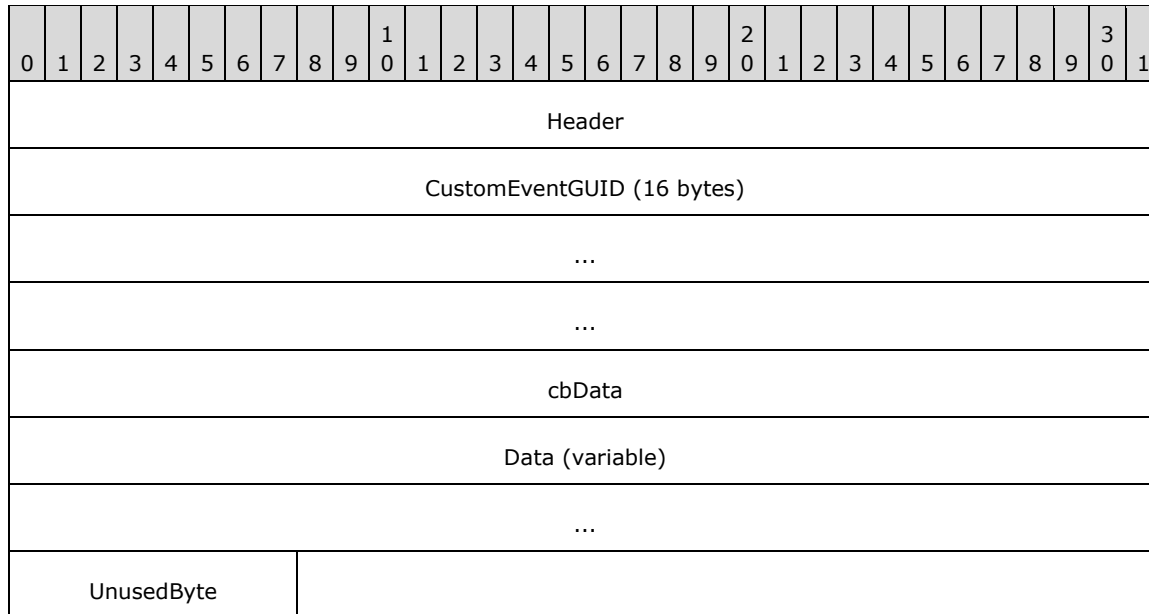 1 2 3
0 1 2 3 4 5 6 7 8 9 0 1 2 3 4 5 6 7 8 9 0 1 2 3 4 5 6 7 8 9 0 1
Header
CustomEventGUID (16 bytes)
...
...
cbData
Data (variable)
...
UnusedByte